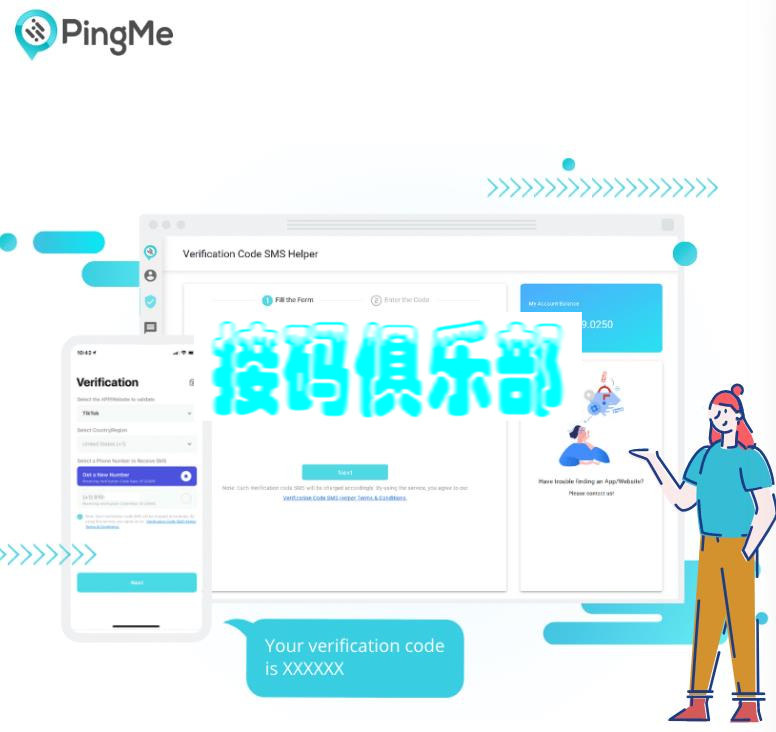 PingMe
Verification Code SMS Helper
1 Fill the Form
2 Enter the Code
My Account Balance
9.0250
接码俱乐部
10:42
Verification
Select the APP/Website to validate
TikTok
Select Country/Region
United States (+1)
Select a Phone Number to Receive SMS
Get a New Number
Next
Next
Note: Each Verification code SMS will be charged accordingly. By using the service, you agree to our
Verification Code SMS Helper Terms & Conditions.
Have trouble finding an App/Website?
Please contact us!
Your verification code
is XXXXXX